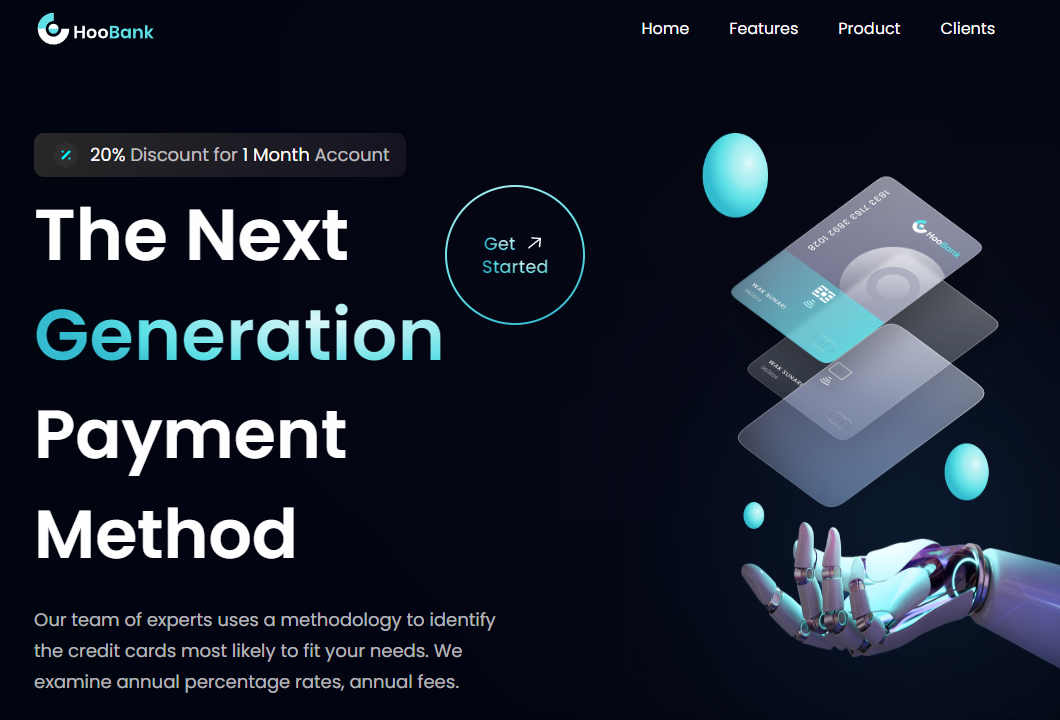 HooBank
Home Features Product Clients
20% Discount for 1 Month Account
The Next
Generation
Payment
Method
Get
Started
Our team of experts uses a methodology to identify
the credit cards most likely to fit your needs. We
examine annual percentage rates, annual fees.
1833 7163 3892 1028
HooBank
WAK SUNARI
WAK SUNARI